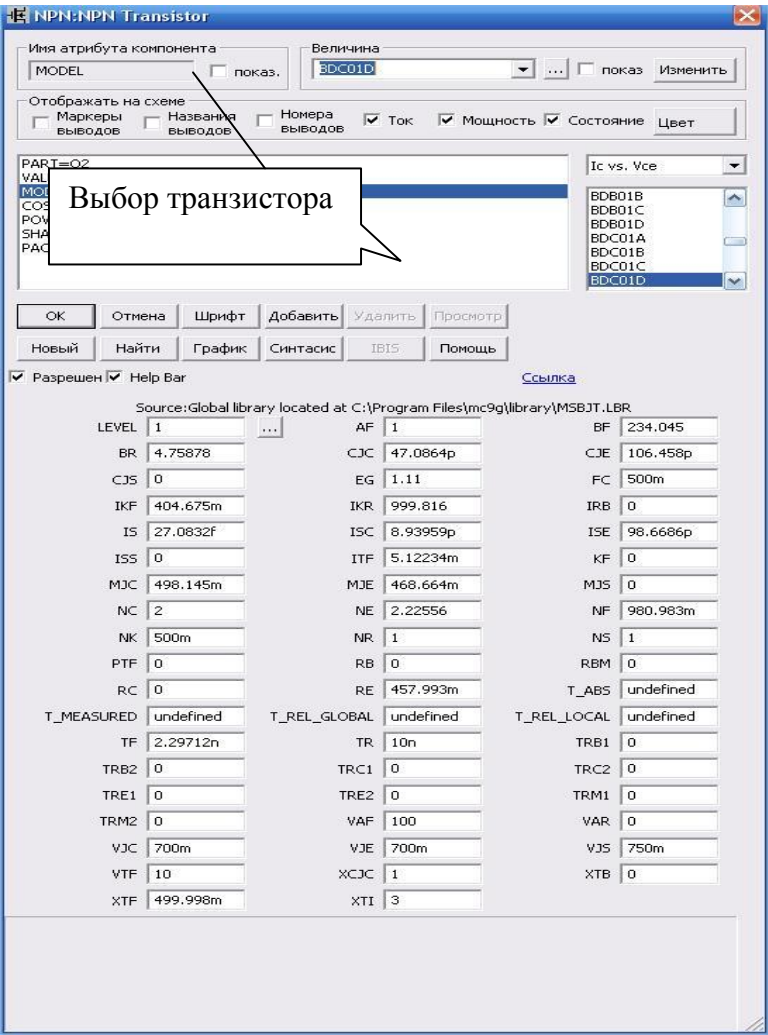 NPN:NPN Transistor
Имя атрибута компонента
Величина
MODEL показ. BDC01D ... показ Изменить
Отображать на схеме
Маркеры выводов Названия выводов Номера выводов Ток Мощность Состояние Цвет
PART=Q2 Ic vs. Vce
VAL
MOD
COS
POW
SHA
PAC
Выбор транзистора
BDB01B
BDB01C
BDB01D
BDC01A
BDC01B
BDC01C
BDC01D
OK Отмена Шрифт Добавить Удалить Просмотр
Новый Найти График Синтасис IBIS Помощь
Разрешен Help Bar Ссылка
Source:Global library located at C:\Program Files\mc9g\library\MSBJT.LBR
LEVEL 1 ... AF 1 BF 234.045
BR 4.75878 CJC 47.0864p CJE 106.458p
CJS 0 EG 1.11 FC 500m
IKF 404.675m IKR 999.816 IRB 0
IS 27.0832f ISC 8.93959p ISE 98.6686p
ISS 0 ITF 5.12234m KF 0
MJC 498.145m MJE 468.664m MJS 0
NC 2 NE 2.22556 NF 980.983m
NK 500m NR 1 NS 1
PTF 0 RB 0 RBM 0
RC 0 RE 457.993m T_ABS undefined
T_MEASURED undefined T_REL_GLOBAL undefined T_REL_LOCAL undefined
TF 2.29712n TR 10n TRB1 0
TRB2 0 TRC1 0 TRC2 0
TRE1 0 TRE2 0 TRM1 0
TRM2 0 VAF 100 VAR 0
VJC 700m VJE 700m VJS 750m
VTF 10 XCJC 1 XTB 0
XTF 499.998m XTI 3